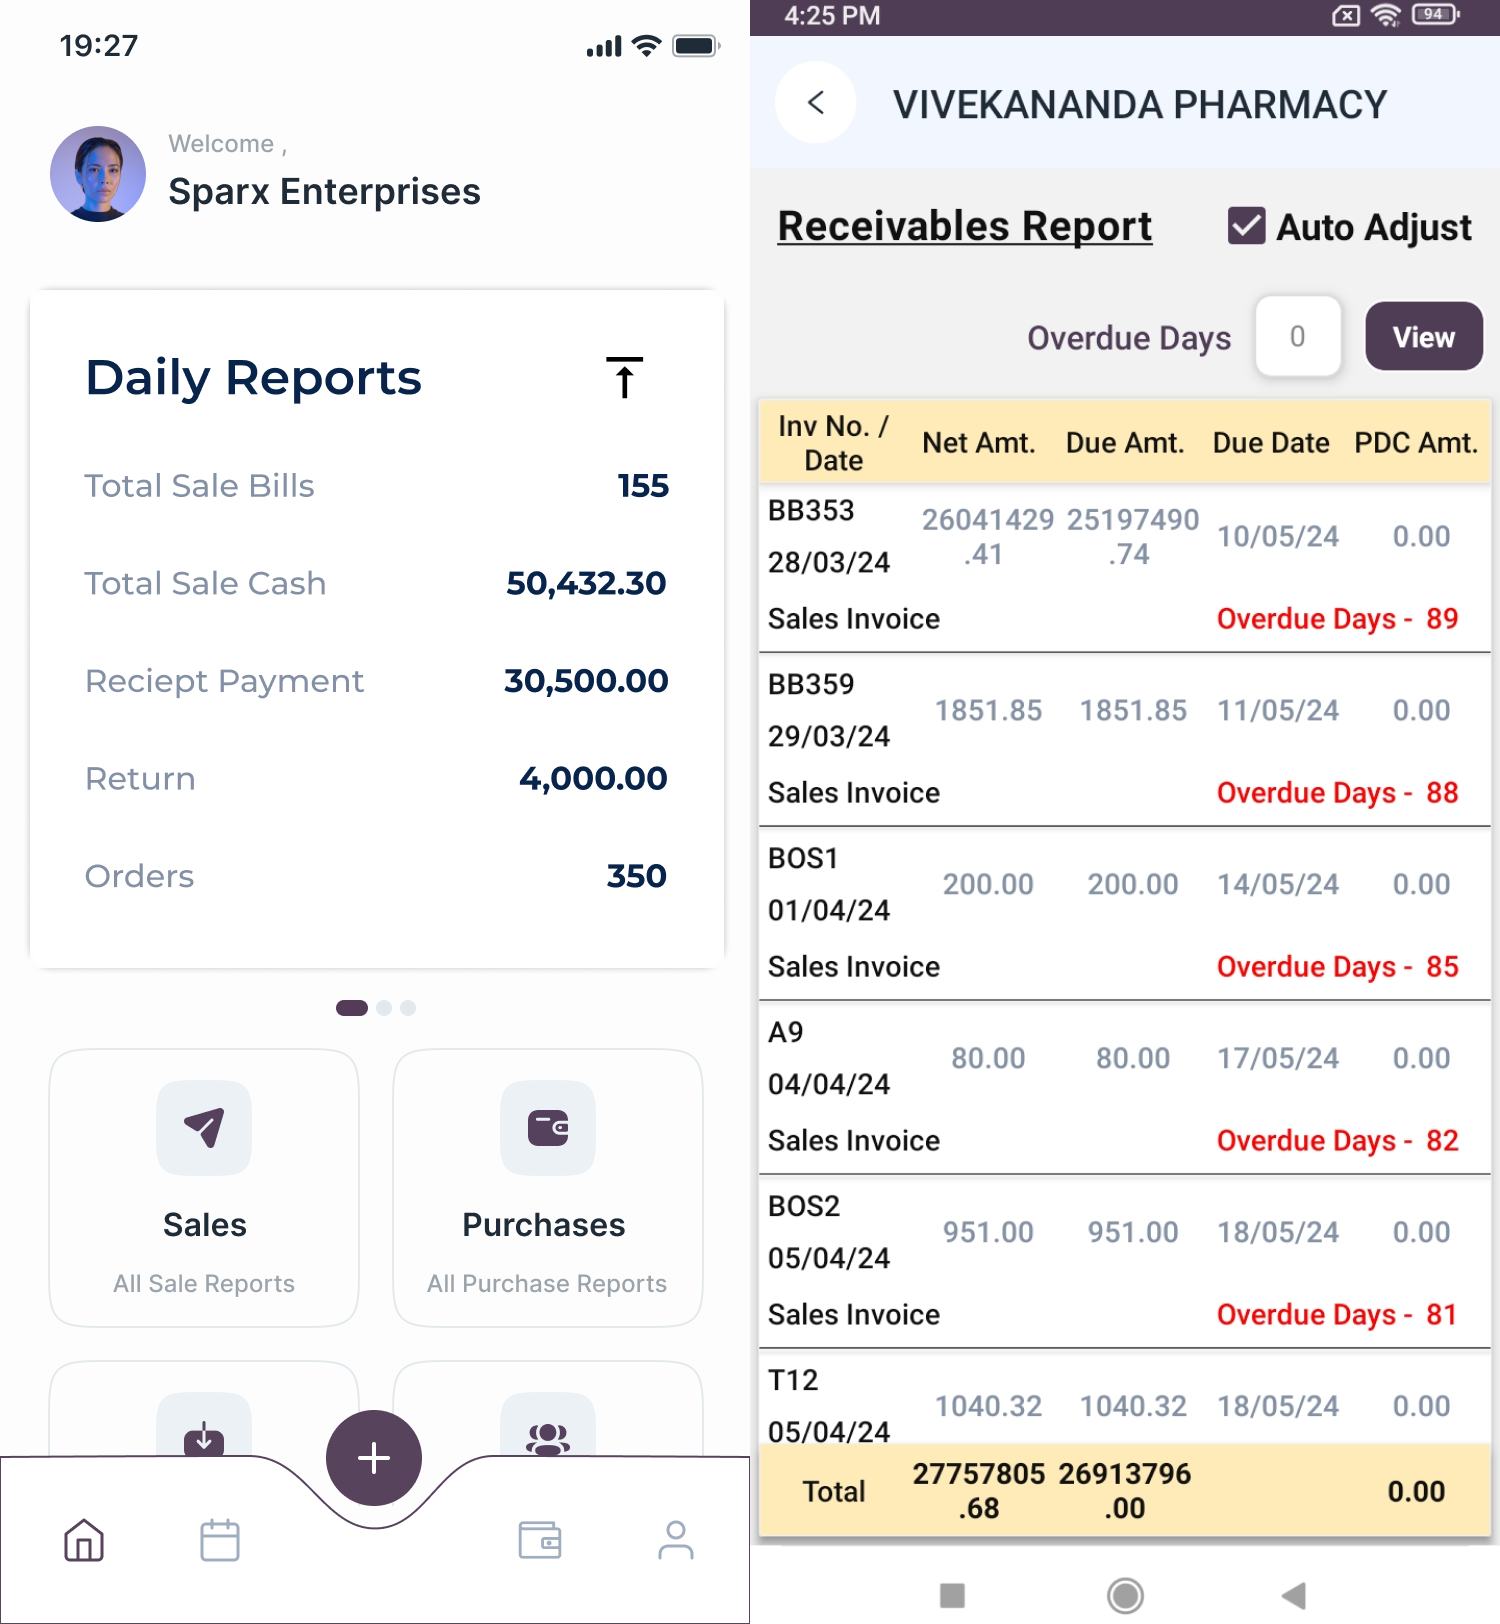 19:27
Welcome ,
Sparx Enterprises
Daily Reports
Total Sale Bills 155
Total Sale Cash 50,432.30
Reciept Payment 30,500.00
Return 4,000.00
Orders 350
Sales
All Sale Reports
Purchases
All Purchase Reports
4:25 PM
94
VIVEKANANDA PHARMACY
Receivables Report
Auto Adjust
Overdue Days 0 View
Inv No. /
Date
Net Amt. Due Amt. Due Date PDC Amt.
BB353
28/03/24
26041429
.41
25197490
.74
10/05/24 0.00
Sales Invoice Overdue Days - 89
BB359
29/03/24
1851.85 1851.85 11/05/24 0.00
Sales Invoice Overdue Days - 88
BOS1
01/04/24
200.00 200.00 14/05/24 0.00
Sales Invoice Overdue Days - 85
A9
04/04/24
80.00 80.00 17/05/24 0.00
Sales Invoice Overdue Days - 82
BOS2
05/04/24
951.00 951.00 18/05/24 0.00
Sales Invoice Overdue Days - 81
T12
05/04/24
1040.32 1040.32 18/05/24 0.00
Total
27757805
.68
26913796
.00
0.00